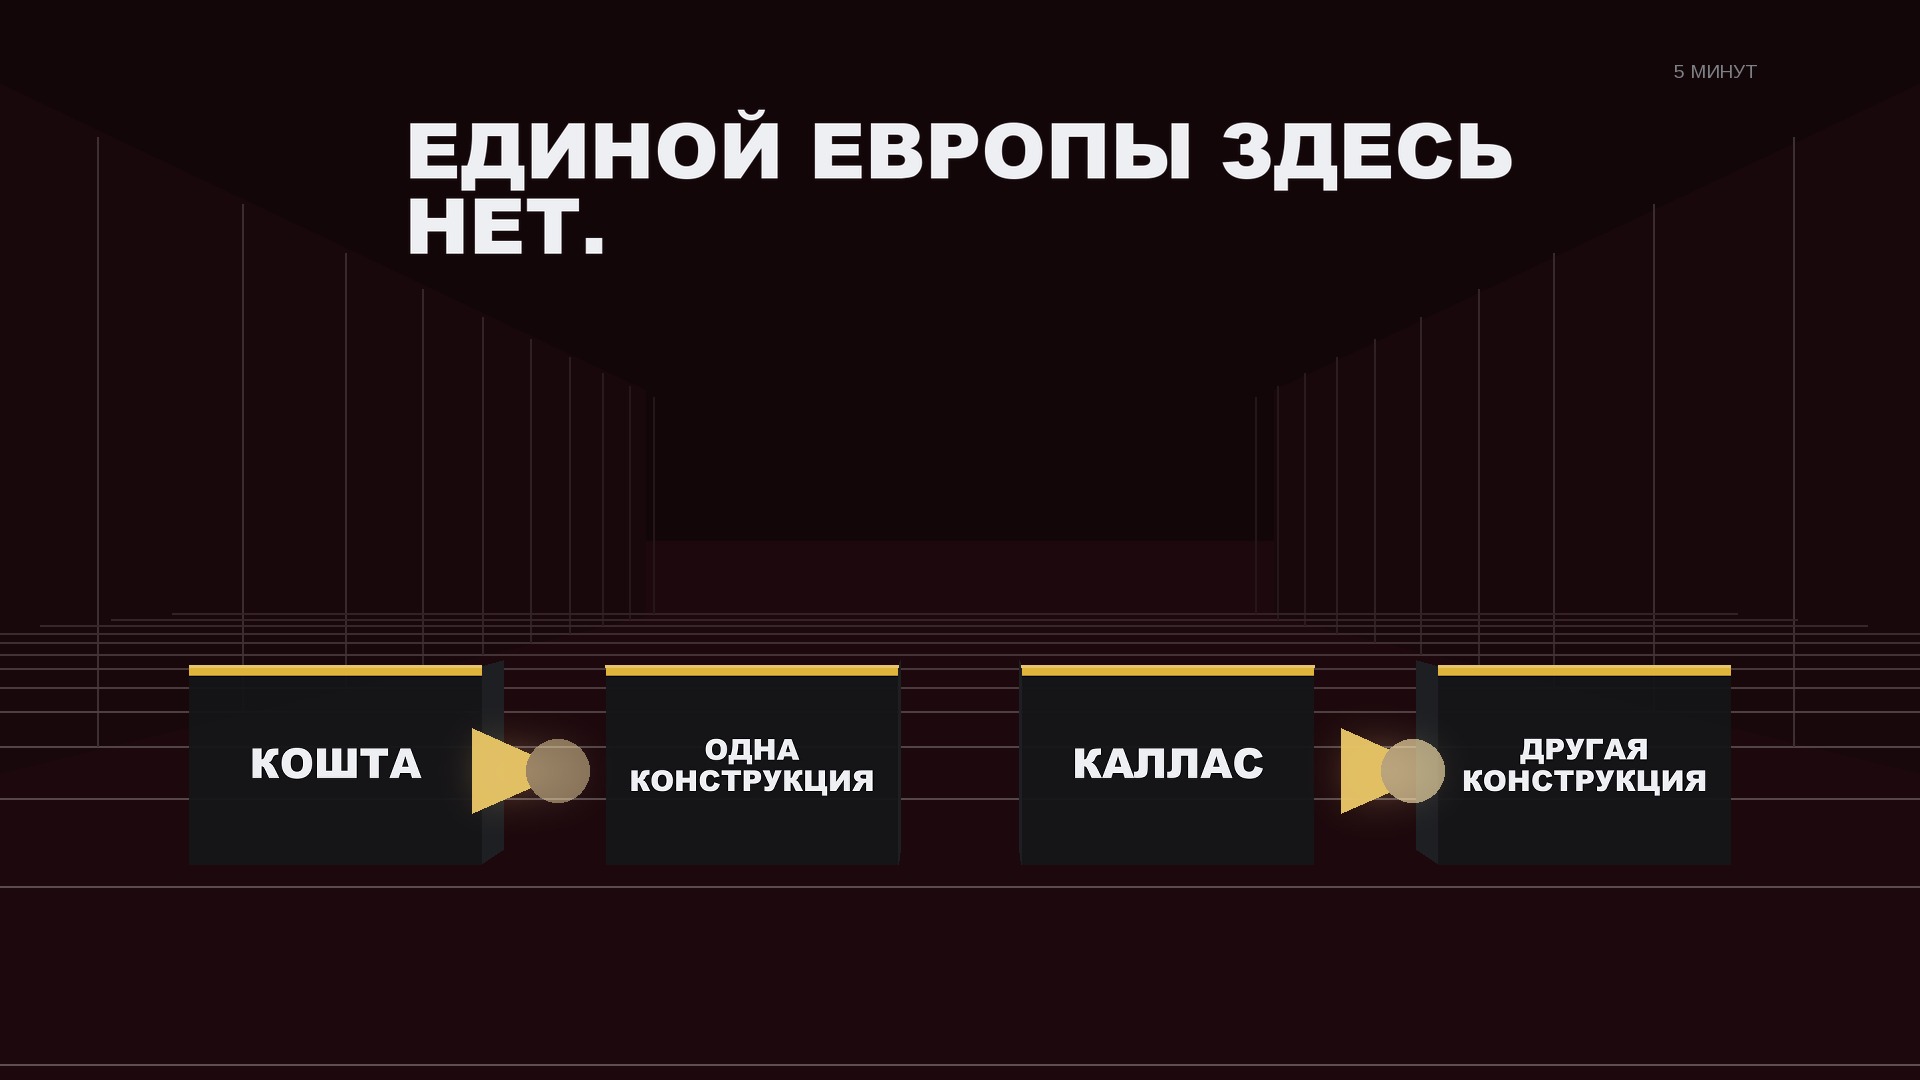 5 МИНУТ
ЕДИНОЙ ЕВРОПЫ ЗДЕСЬ
НЕТ.
КОШТА
ОДНА
КОНСТРУКЦИЯ
КАЛЛАС
ДРУГАЯ
КОНСТРУКЦИЯ